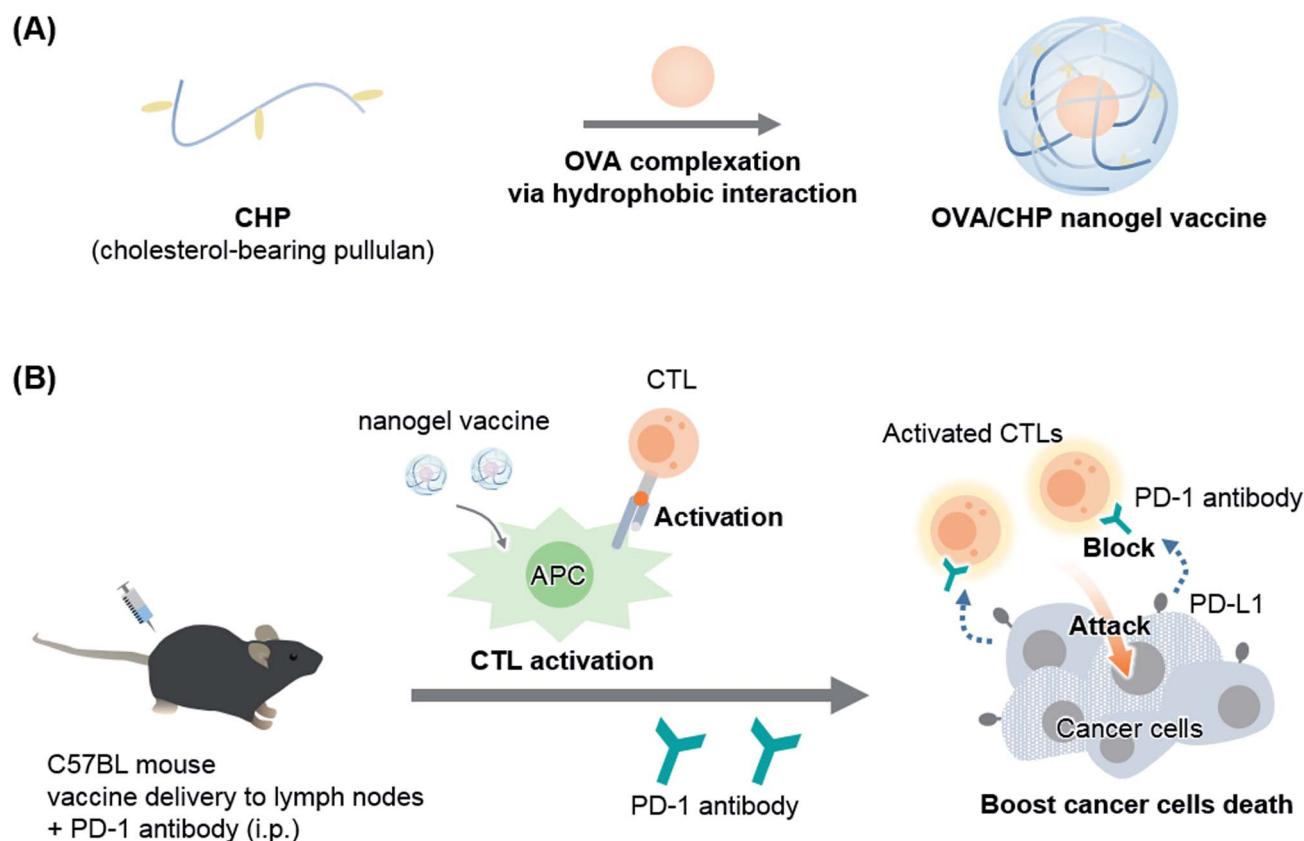 (A)
OVA complexation
via hydrophobic interaction
CHP
(cholesterol-bearing pullulan)
OVA/CHP nanogel vaccine
(B)
CTL
nanogel vaccine
Activated CTLs
PD-1 antibody
Activation
Block
APC
PD-L1
Attack
CTL activation
Cancer cells
C57BL mouse
vaccine delivery to lymph nodes
+ PD-1 antibody (i.p.)
PD-1 antibody
Boost cancer cells death